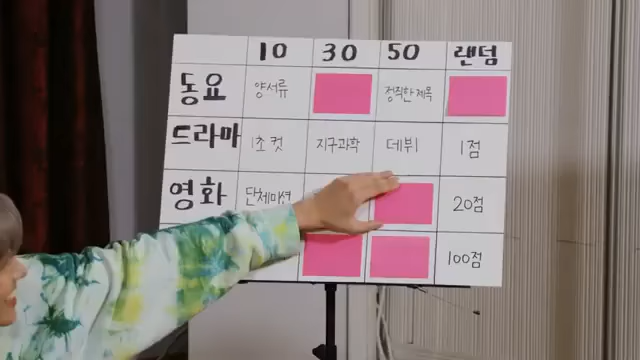 10 30 50 랜덤
동요 양서류 정직한 제목
드라마 1초 컷 지구과학 데뷔 1점
영화 단체미션 20점
100점